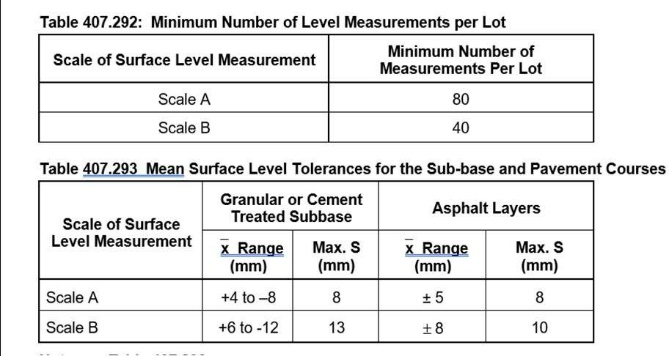 Table 407.292: Minimum Number of Level Measurements per Lot
Scale of Surface Level Measurement
Minimum Number of
Measurements Per Lot
Scale A 80
Scale B 40
Table 407.293 Mean Surface Level Tolerances for the Sub-base and Pavement Courses
Scale of Surface
Level Measurement
Granular or Cement
Treated Subbase
Asphalt Layers
x̅ Range
(mm)
Max. S
(mm)
x̅ Range
(mm)
Max. S
(mm)
Scale A +4 to –8 8 ± 5 8
Scale B +6 to -12 13 ± 8 10